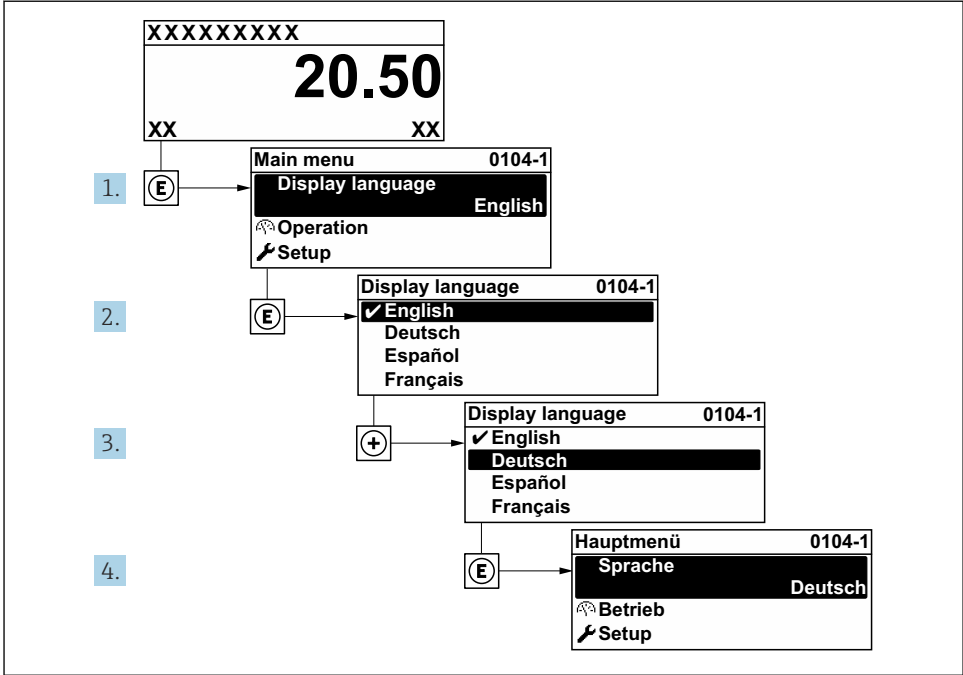 XXXXXXXXX
20.50
XX XX
1.
E
Main menu 0104-1
Display language
English
Operation
Setup
2.
E
Display language 0104-1
✔English
Deutsch
Español
Français
3.
+
Display language 0104-1
✔English
Deutsch
Español
Français
4.
E
Hauptmenü 0104-1
Sprache
Deutsch
Betrieb
Setup